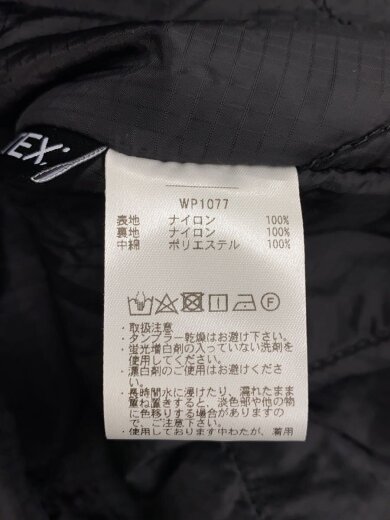 TEX
WP1077
表地 ナイロン 100%
裏地 ナイロン 100%
中綿 ポリエステル 100%
・取扱注意
・タンブラー乾燥はお避け下さい。
・蛍光増白剤の入っていない洗剤を
使用してください。
・漂白剤のご使用はお避けくださ
い。
・長時間水に浸けたり、濡れたまま
重ね置きすると、淡色部や他の物
に色移りする場合がありますの
で、ご注意下さい。
・使用しております中わたが、着用